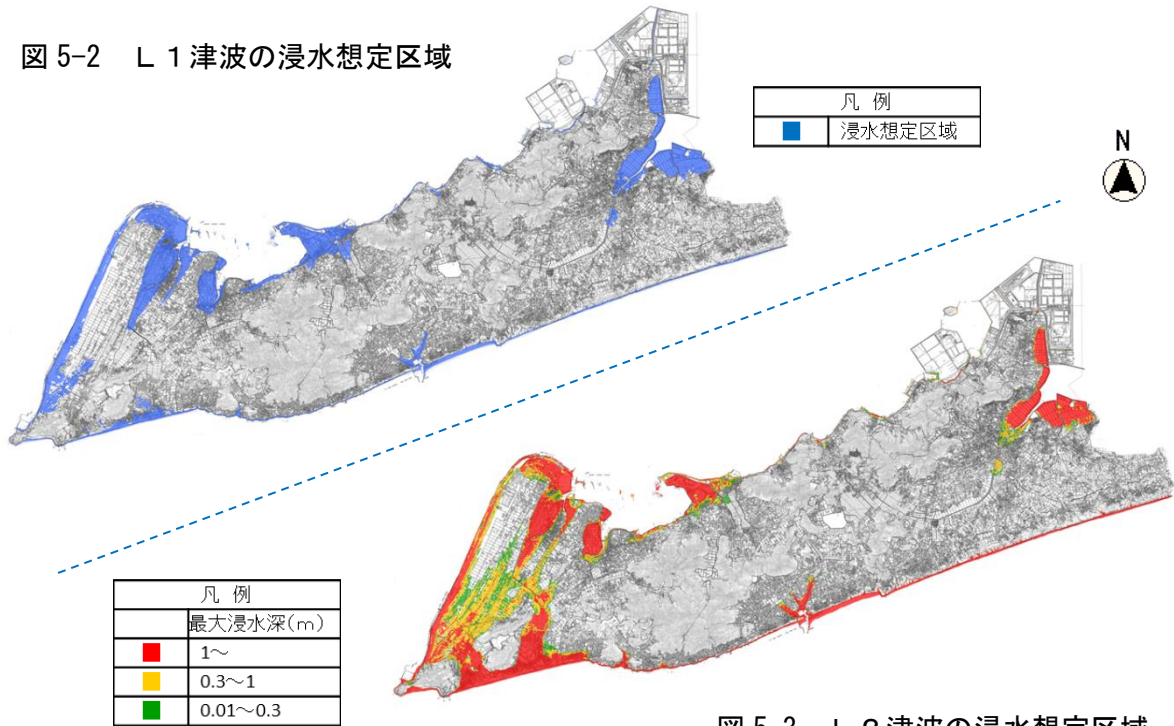 図 5-2 L 1 津波の浸水想定区域
凡 例
浸水想定区域
N
凡 例
最大浸水深(m)
1～
0.3～1
0.01～0.3